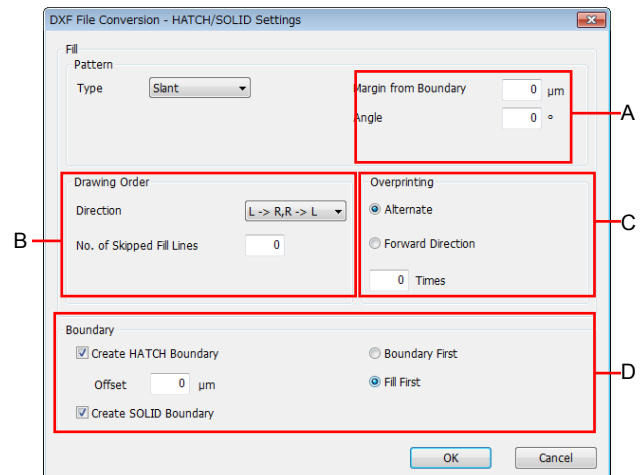 DXF File Conversion - HATCH/SOLID Settings
Fill
Pattern
Type Slant
Margin from Boundary 0 μm
Angle 0 °
A
Drawing Order
Direction L -> R,R -> L
No. of Skipped Fill Lines 0
B
Overprinting
Alternate
Forward Direction
0 Times
C
Boundary
Create HATCH Boundary
Offset 0 μm
Create SOLID Boundary
Boundary First
Fill First
D
OK Cancel